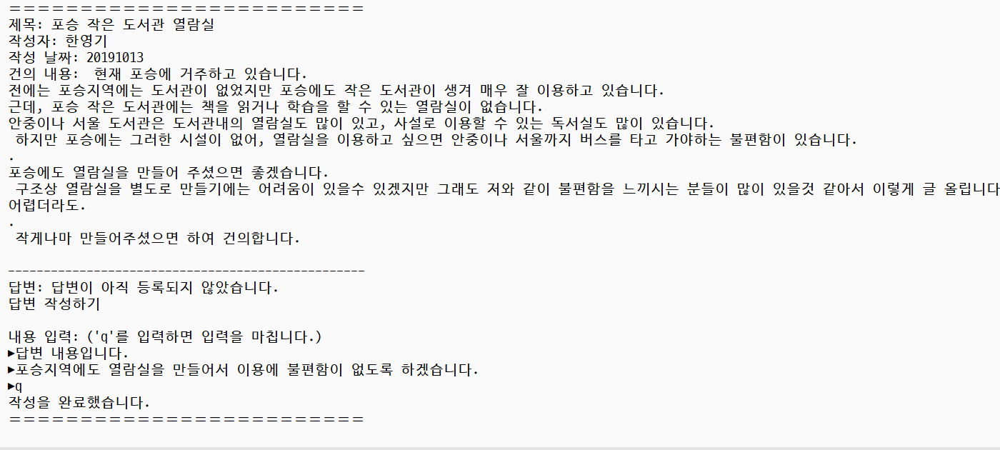 =========================
제목: 포승 작은 도서관 열람실
작성자: 한영기
작성 날짜: 20191013
건의 내용:  현재 포승에 거주하고 있습니다.
전에는 포승지역에는 도서관이 없었지만 포승에도 작은 도서관이 생겨 매우 잘 이용하고 있습니다.
근데, 포승 작은 도서관에는 책을 읽거나 학습을 할 수 있는 열람실이 없습니다.
안중이나 서울 도서관은 도서관내의 열람실도 많이 있고, 사설로 이용할 수 있는 독서실도 많이 있습니다.
 하지만 포승에는 그러한 시설이 없어, 열람실을 이용하고 싶으면 안중이나 서울까지 버스를 타고 가야하는 불편함이 있습니다.
.
포승에도 열람실을 만들어 주셨으면 좋겠습니다.
 구조상 열람실을 별도로 만들기에는 어려움이 있을수 있겠지만 그래도 저와 같이 불편함을 느끼시는 분들이 많이 있을것 같아서 이렇게 글 올립니다
어렵더라도.
.
 작게나마 만들어주셨으면 하여 건의합니다.
--------------------------------------------------
답변: 답변이 아직 등록되지 않았습니다.
답변 작성하기
내용 입력: ('q'를 입력하면 입력을 마칩니다.)
▶답변 내용입니다.
▶포승지역에도 열람실을 만들어서 이용에 불편함이 없도록 하겠습니다.
▶q
작성을 완료했습니다.
=========================